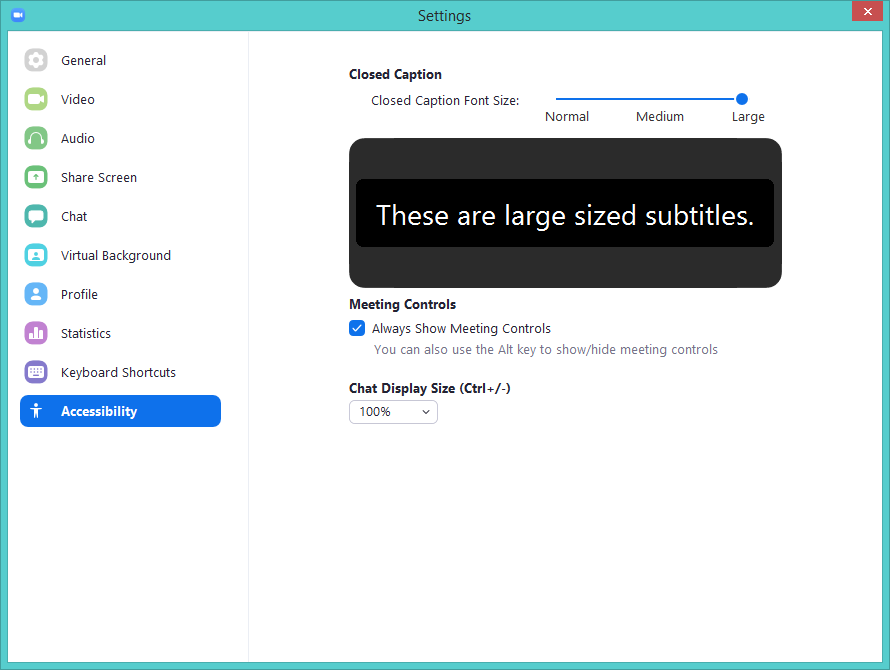 Settings
General
Video
Audio
Share Screen
Chat
Virtual Background
Profile
Statistics
Keyboard Shortcuts
Accessibility
Closed Caption
Closed Caption Font Size:
Normal Medium Large
These are large sized subtitles.
Meeting Controls
Always Show Meeting Controls
You can also use the Alt key to show/hide meeting controls
Chat Display Size (Ctrl+/-)
100%